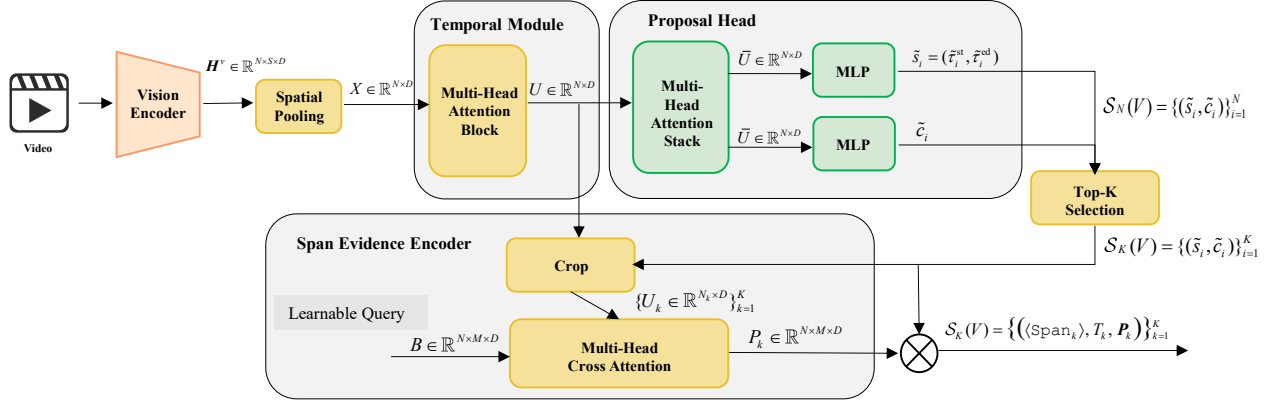 Video
Vision
Encoder
H^v ∈ ℝ^{N×S×D}
Spatial
Pooling
X ∈ ℝ^{N×D}
Temporal Module
Multi-Head
Attention
Block
U ∈ ℝ^{N×D}
Proposal Head
Multi-
Head
Attention
Stack
Ū ∈ ℝ^{N×D}
MLP
s̃_i = (τ̃_i^{st}, τ̃_i^{ed})
Ū ∈ ℝ^{N×D}
MLP
c̃_i
S_N(V) = {(s̃_i, c̃_i)}_{i=1}^N
Top-K
Selection
S_K(V) = {(s̃_i, c̃_i)}_{i=1}^K
Span Evidence Encoder
Crop
{U_k ∈ ℝ^{N_k×D}}_{k=1}^K
Learnable Query
B ∈ ℝ^{N×M×D}
Multi-Head
Cross Attention
P_k ∈ ℝ^{N×M×D}
S_K(V) = {(⟨Span_k⟩, T_k, P_k)}_{k=1}^K